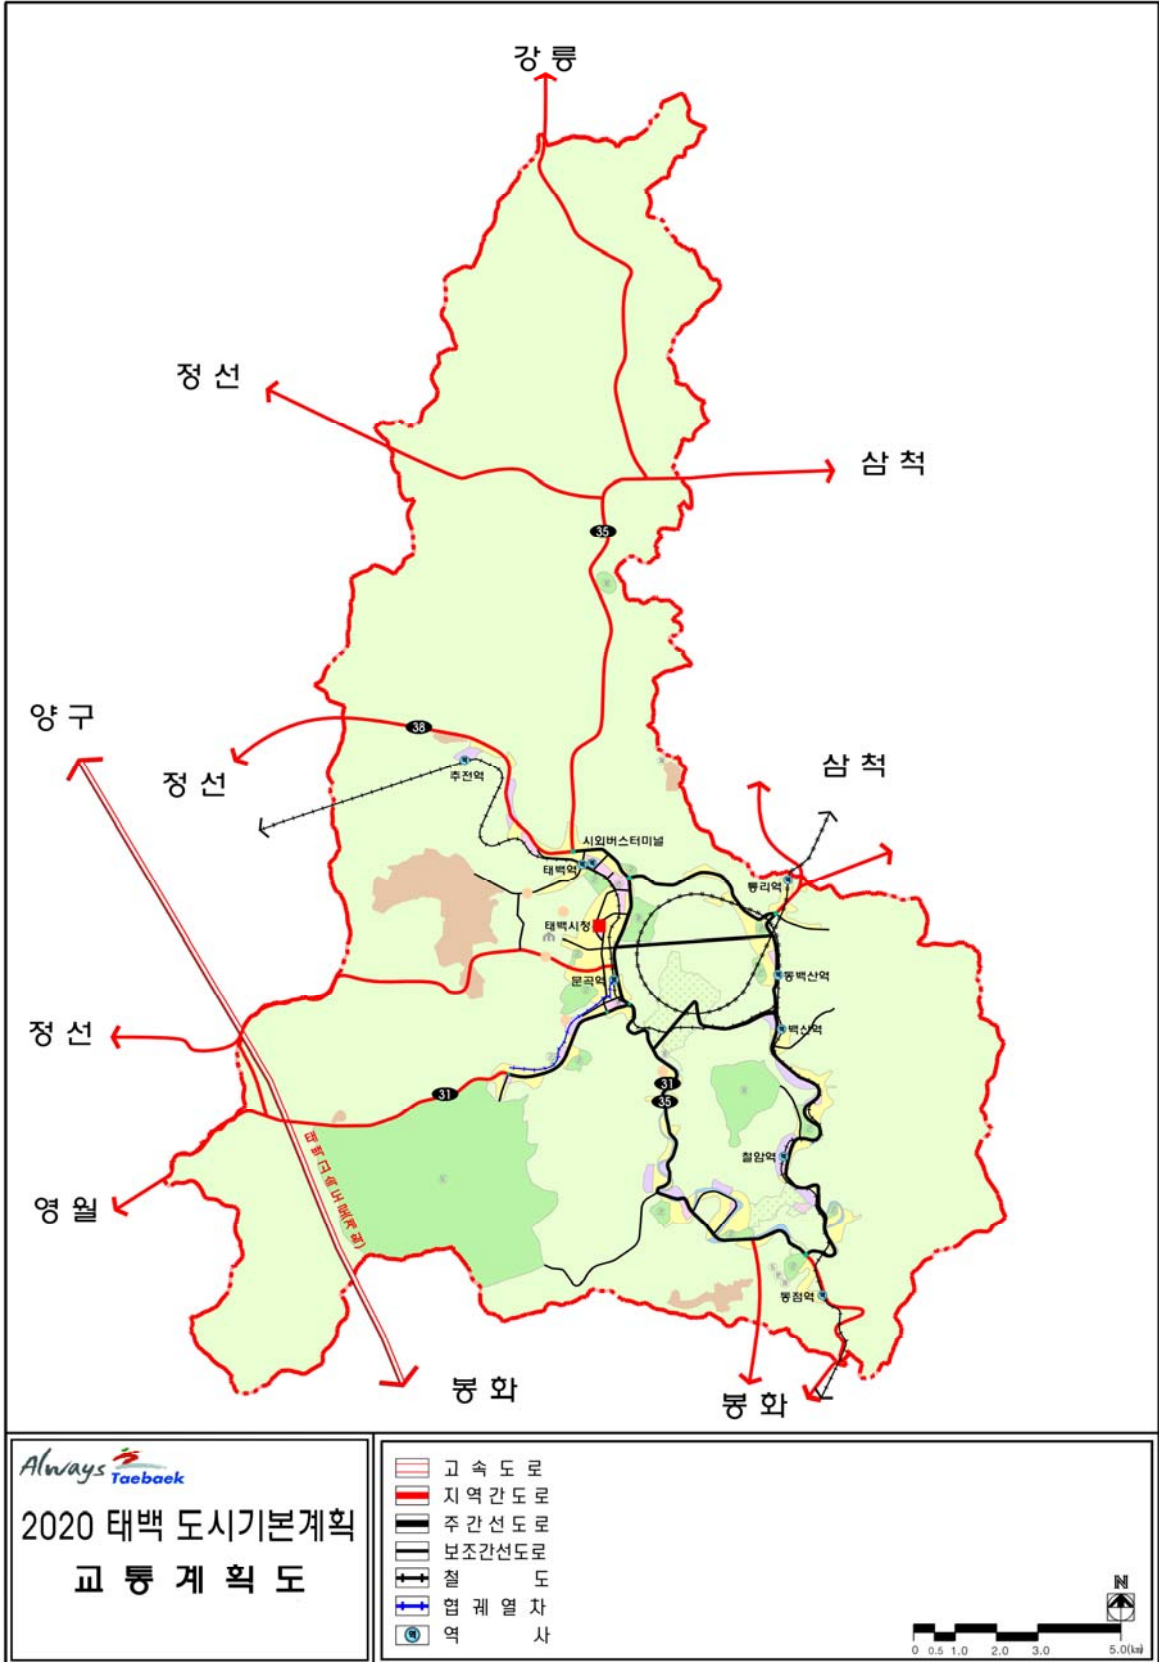 강 릉
정 선
삼 척
35
양 구
38
정 선
추전역
삼 척
시외버스터미널
태백역
통리역
태백시청
문곡역
동백산역
정 선
백산역
31
31
35
철암역
영 월
동점역
봉 화
봉 화
Always Taebaek
2020 태백 도시기본계획
교 통 계 획 도
고 속 도 로
지 역 간 도 로
주 간 선 도 로
보조간선도로
철 도
협 궤 열 차
역 역 사
N
0 0.5 1.0 2.0 3.0 5.0(㎞)